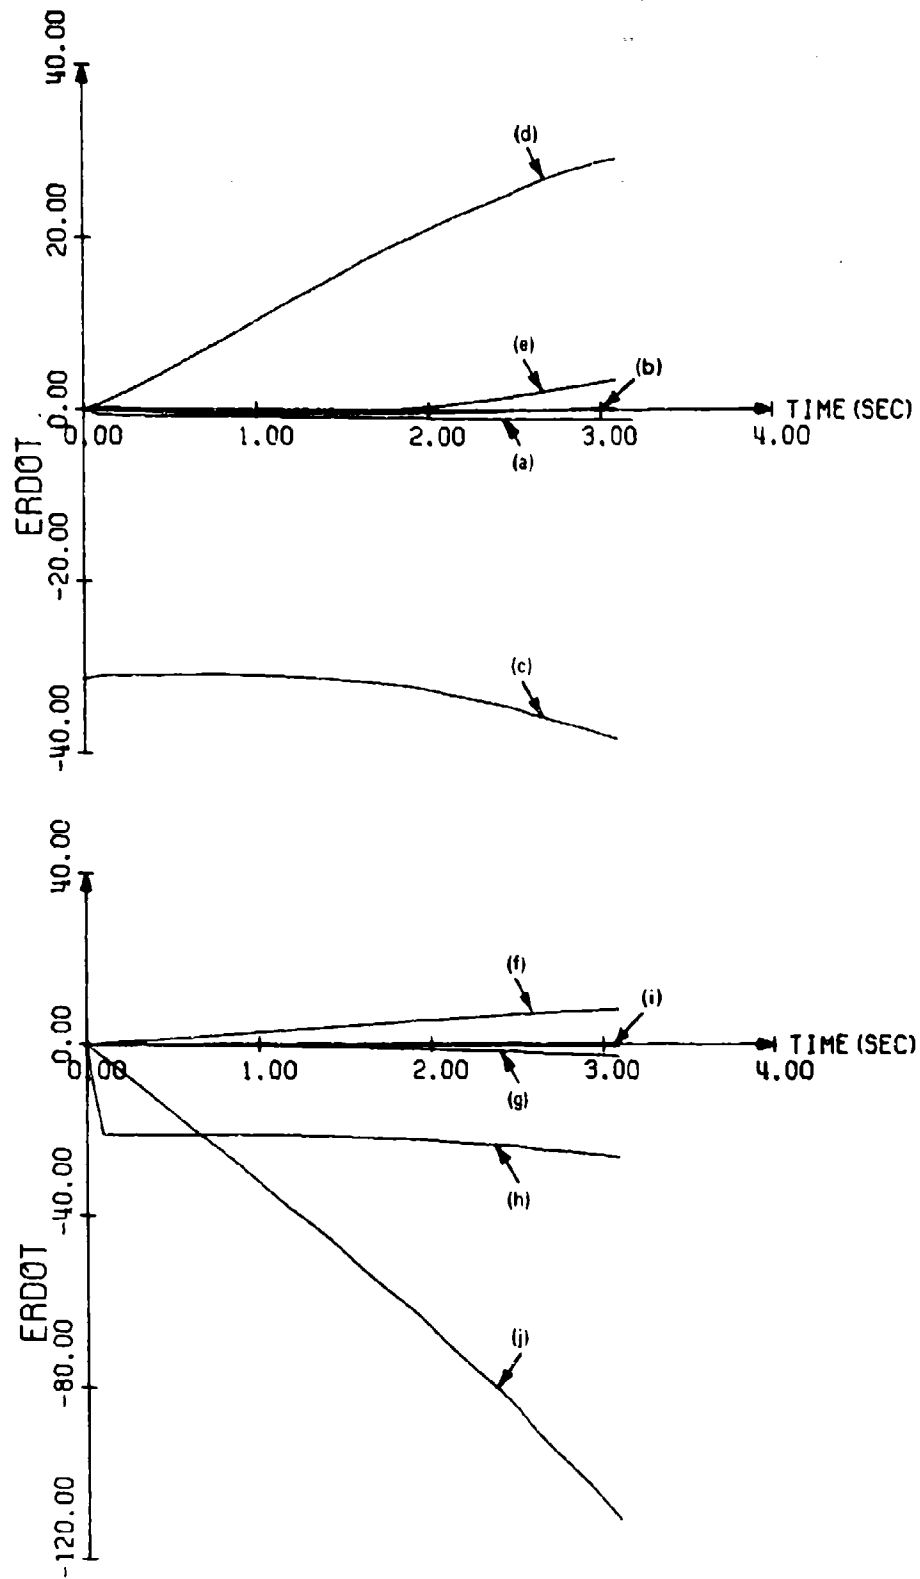 40.00
(d)
20.00
(e)
(b)
0.00
TIME (SEC)
0.00 1.00 2.00 3.00 4.00
(a)
ERDOT
-20.00
(c)
-40.00
40.00
(f)
(i)
0.00
TIME (SEC)
0.00 1.00 2.00 3.00 4.00
(g)
(h)
-40.00
ERDOT
(j)
-80.00
-120.00